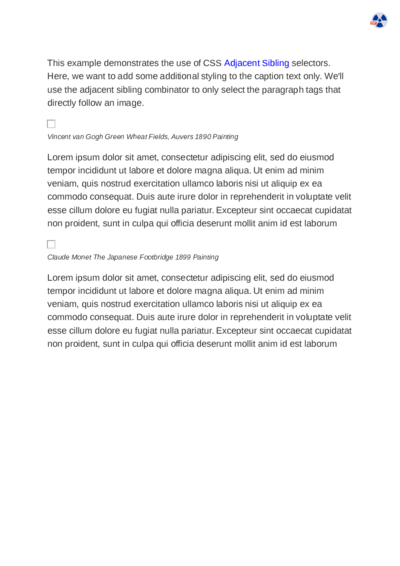 This example demonstrates the use of CSS Adjacent Sibling selectors.
Here, we want to add some additional styling to the caption text only. We'll
use the adjacent sibling combinator to only select the paragraph tags that
directly follow an image.
Vincent van Gogh Green Wheat Fields, Auvers 1890 Painting
Lorem ipsum dolor sit amet, consectetur adipiscing elit, sed do eiusmod
tempor incididunt ut labore et dolore magna aliqua. Ut enim ad minim
veniam, quis nostrud exercitation ullamco laboris nisi ut aliquip ex ea
commodo consequat. Duis aute irure dolor in reprehenderit in voluptate velit
esse cillum dolore eu fugiat nulla pariatur. Excepteur sint occaecat cupidatat
non proident, sunt in culpa qui officia deserunt mollit anim id est laborum
Claude Monet The Japanese Footbridge 1899 Painting
Lorem ipsum dolor sit amet, consectetur adipiscing elit, sed do eiusmod
tempor incididunt ut labore et dolore magna aliqua. Ut enim ad minim
veniam, quis nostrud exercitation ullamco laboris nisi ut aliquip ex ea
commodo consequat. Duis aute irure dolor in reprehenderit in voluptate velit
esse cillum dolore eu fugiat nulla pariatur. Excepteur sint occaecat cupidatat
non proident, sunt in culpa qui officia deserunt mollit anim id est laborum